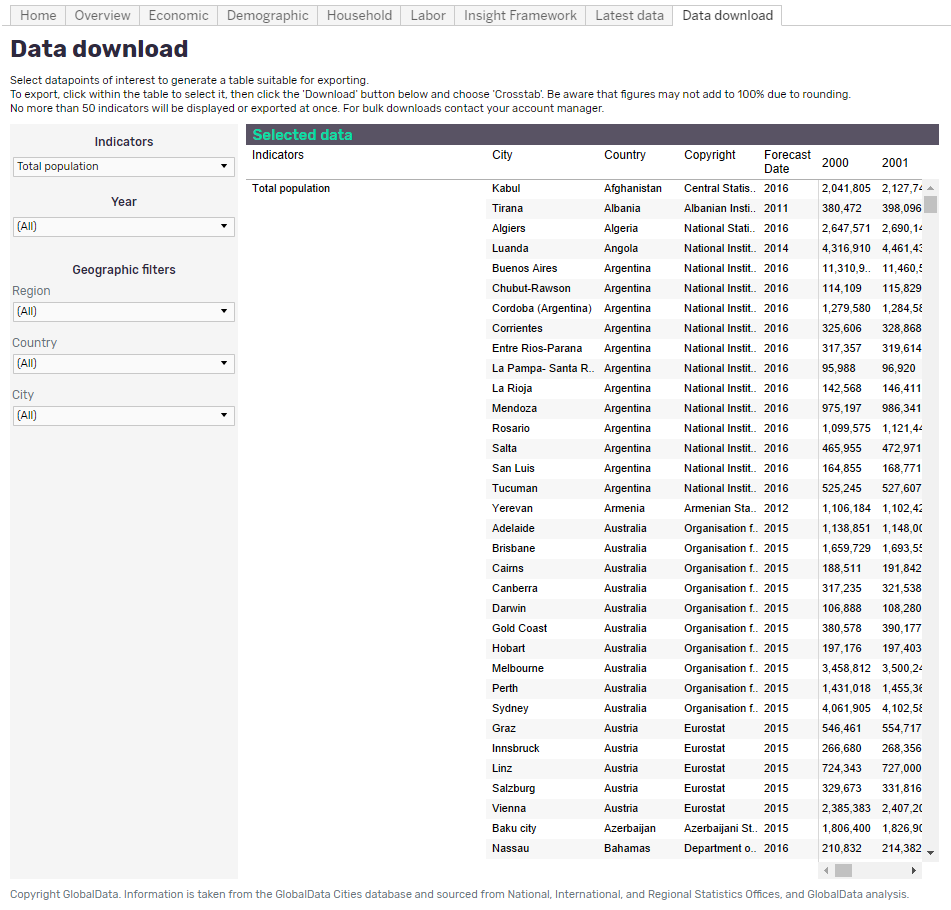 Home Overview Economic Demographic Household Labor Insight Framework Latest data Data download
Data download
Select datapoints of interest to generate a table suitable for exporting.
To export, click within the table to select it, then click the 'Download' button below and choose 'Crosstab'. Be aware that figures may not add to 100% due to rounding.
No more than 50 indicators will be displayed or exported at once. For bulk downloads contact your account manager.
Indicators
Total population
Year
(All)
Geographic filters
Region
(All)
Country
(All)
City
(All)
Selected data
Indicators City Country Copyright Forecast Date 2000 2001
Total population Kabul Afghanistan Central Statis.. 2016 2,041,805 2,127,74
Tirana Albania Albanian Insti.. 2011 380,472 398,096
Algiers Algeria National Stati.. 2016 2,647,571 2,690,14
Luanda Angola National Instit.. 2014 4,316,910 4,461,43
Buenos Aires Argentina National Instit.. 2016 11,310,9.. 11,460,5
Chubut-Rawson Argentina National Instit.. 2016 114,109 115,829
Cordoba (Argentina) Argentina National Instit.. 2016 1,279,580 1,284,58
Corrientes Argentina National Instit.. 2016 325,606 328,868
Entre Rios-Parana Argentina National Instit.. 2016 317,357 319,614
La Pampa- Santa R.. Argentina National Instit.. 2016 95,988 96,920
La Rioja Argentina National Instit.. 2016 142,568 146,411
Mendoza Argentina National Instit.. 2016 975,197 986,341
Rosario Argentina National Instit.. 2016 1,099,575 1,121,44
Salta Argentina National Instit.. 2016 465,955 472,971
San Luis Argentina National Instit.. 2016 164,855 168,771
Tucuman Argentina National Instit.. 2016 525,245 527,607
Yerevan Armenia Armenian Sta.. 2012 1,106,184 1,102,42
Adelaide Australia Organisation f.. 2015 1,138,851 1,148,00
Brisbane Australia Organisation f.. 2015 1,659,729 1,693,55
Cairns Australia Organisation f.. 2015 188,511 191,842
Canberra Australia Organisation f.. 2015 317,235 321,538
Darwin Australia Organisation f.. 2015 106,888 108,280
Gold Coast Australia Organisation f.. 2015 380,578 390,177
Hobart Australia Organisation f.. 2015 197,176 197,403
Melbourne Australia Organisation f.. 2015 3,458,812 3,500,24
Perth Australia Organisation f.. 2015 1,431,018 1,455,36
Sydney Australia Organisation f.. 2015 4,061,905 4,102,58
Graz Austria Eurostat 2015 546,461 554,717
Innsbruck Austria Eurostat 2015 266,680 268,356
Linz Austria Eurostat 2015 724,343 727,000
Salzburg Austria Eurostat 2015 329,673 331,816
Vienna Austria Eurostat 2015 2,385,383 2,407,20
Baku city Azerbaijan Azerbaijani St.. 2015 1,806,400 1,826,90
Nassau Bahamas Department o.. 2016 210,832 214,382
Copyright GlobalData. Information is taken from the GlobalData Cities database and sourced from National, International, and Regional Statistics Offices, and GlobalData analysis.